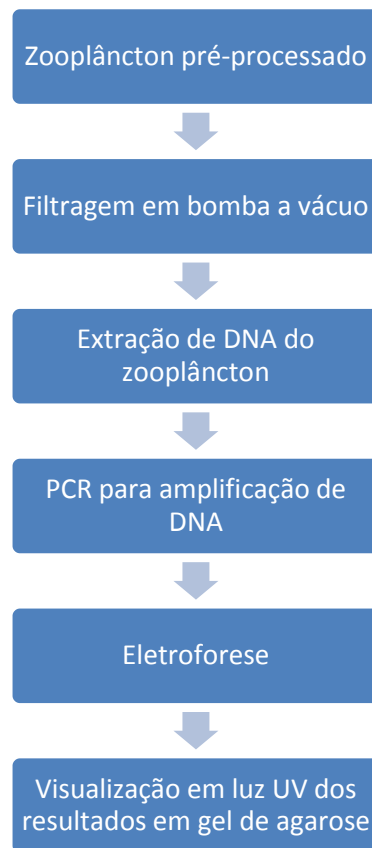 Zooplâncton pré-processado
Filtragem em bomba a vácuo
Extração de DNA do
zooplâncton
PCR para amplificação de
DNA
Eletroforese
Visualização em luz UV dos
resultados em gel de agarose